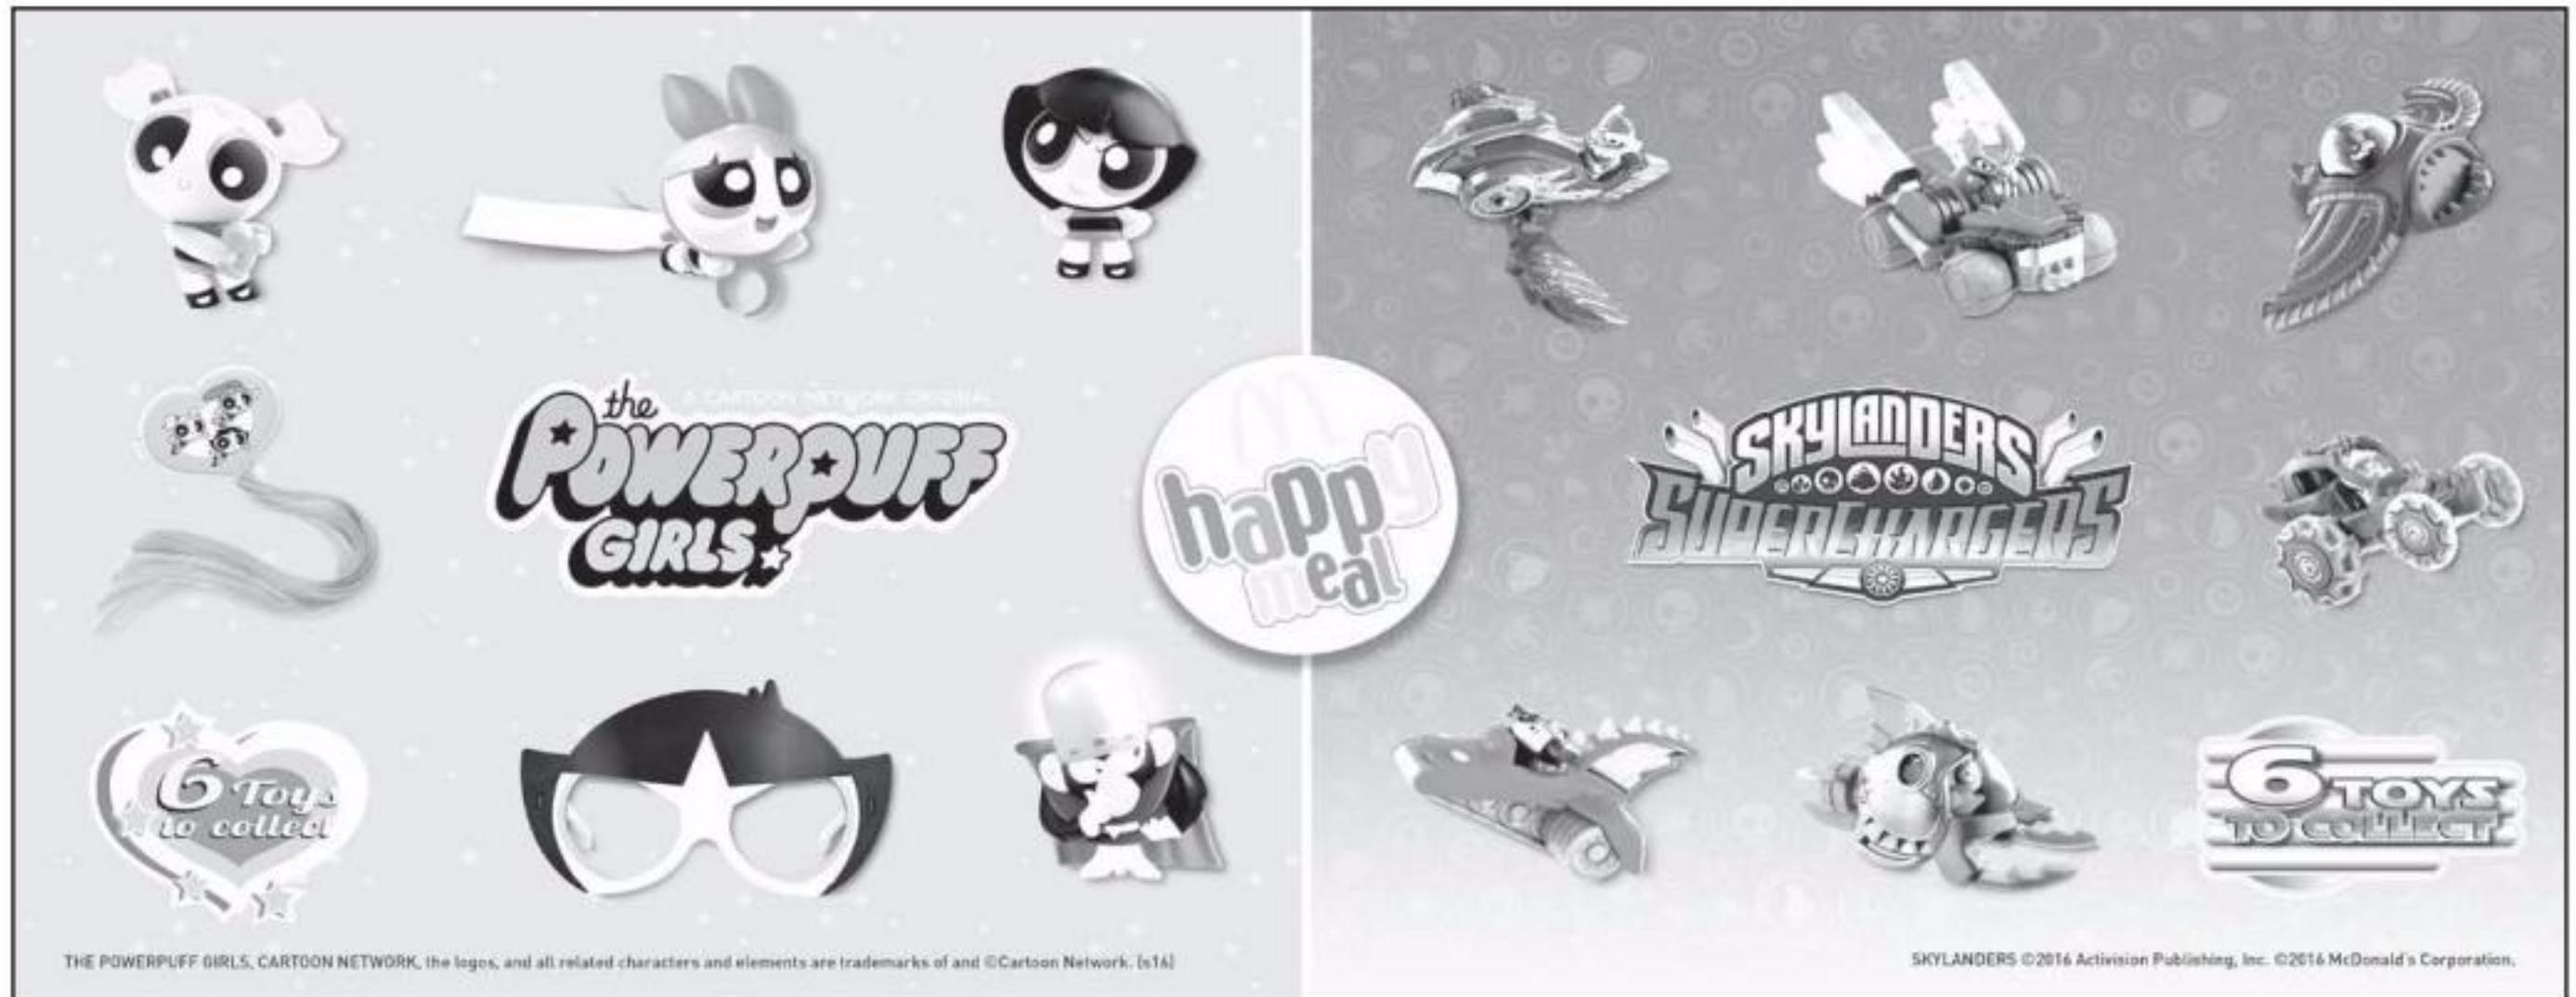 the
A CARTOON NETWORK ORIGINAL
POWERPUFF
GIRLS
6 Toys
to collect
happy
meal
SKYLANDERS
SUPERCHARGERS
6 TOYS
TO COLLECT
THE POWERPUFF GIRLS, CARTOON NETWORK, the logos, and all related characters and elements are trademarks of and ©Cartoon Network. (s16)
SKYLANDERS ©2016 Activision Publishing, Inc. ©2016 McDonald's Corporation.